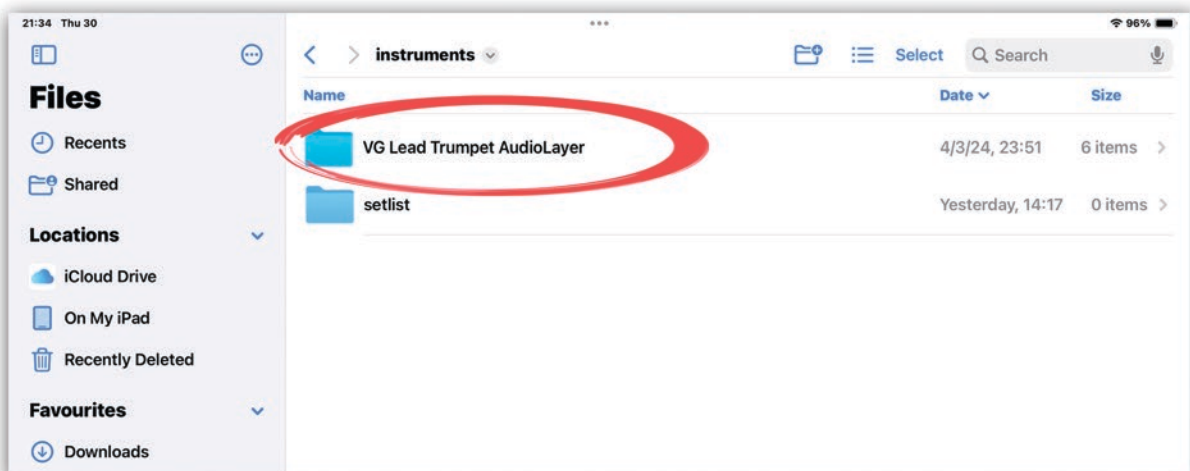 21:34 Thu 30
96%
instruments
Select
Search
Files
Name
Date
Size
Recents
VG Lead Trumpet AudioLayer
4/3/24, 23:51
6 items
Shared
setlist
Yesterday, 14:17
0 items
Locations
iCloud Drive
On My iPad
Recently Deleted
Favourites
Downloads